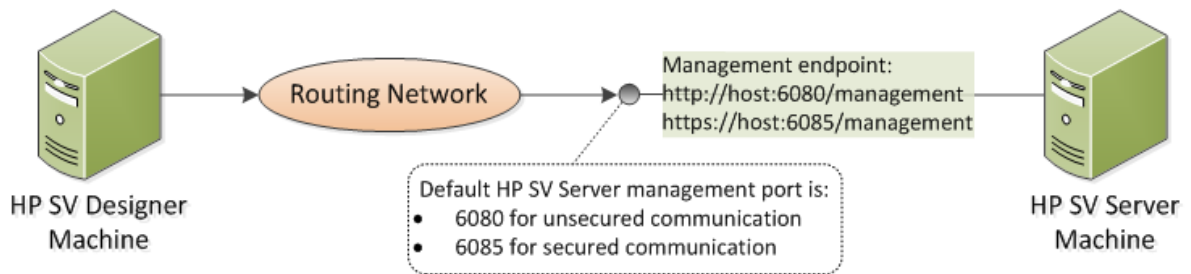 HP SV Designer
Machine
Routing Network
Management endpoint:
http://host:6080/management
https://host:6085/management
Default HP SV Server management port is:
• 6080 for unsecured communication
• 6085 for secured communication
HP SV Server
Machine